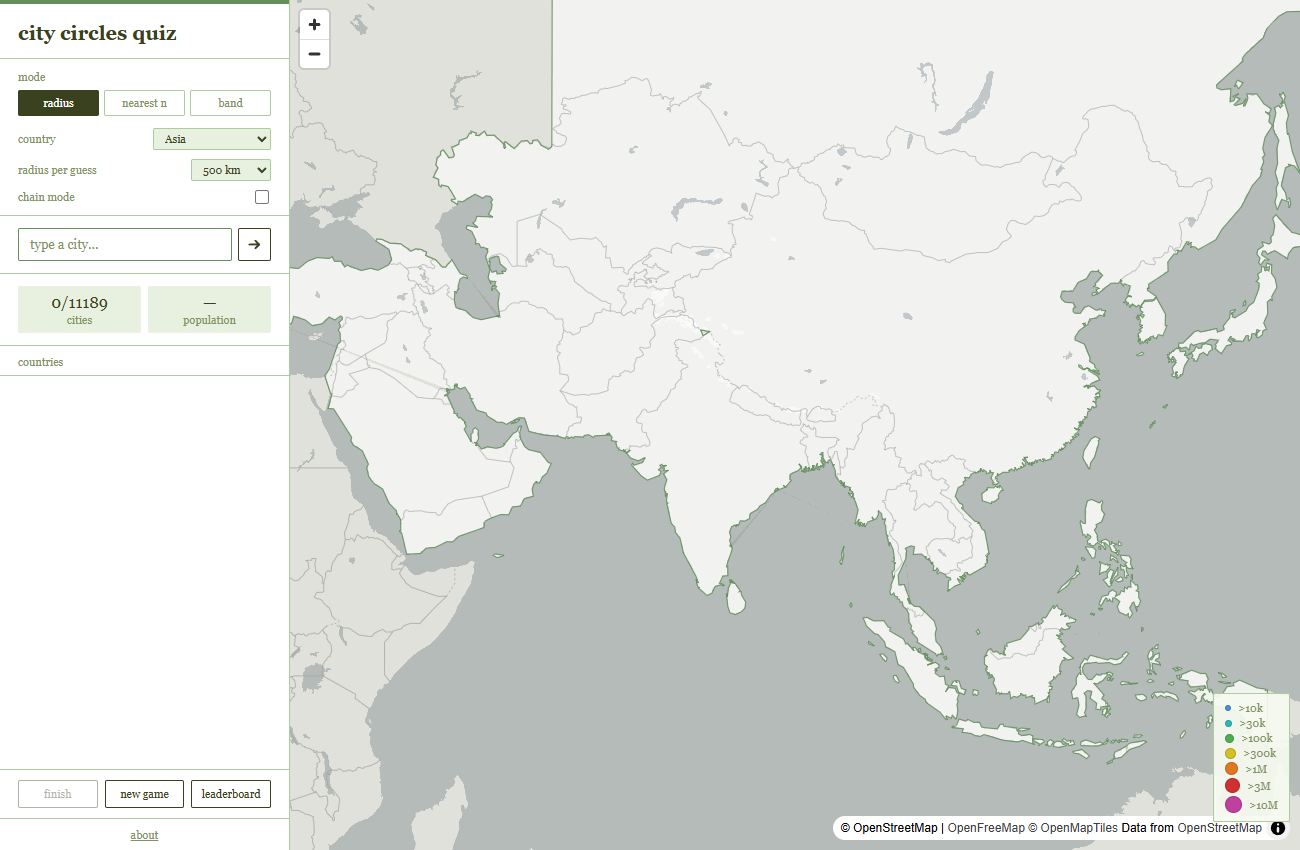 city circles quiz
mode
radius
nearest n
band
country
Asia
radius per guess
500 km
chain mode
type a city...
0/11189
cities
—
population
countries
finish
new game
leaderboard
about
>10k
>30k
>100k
>300k
>1M
>3M
>10M
© OpenStreetMap | OpenFreeMap © OpenMapTiles Data from OpenStreetMap